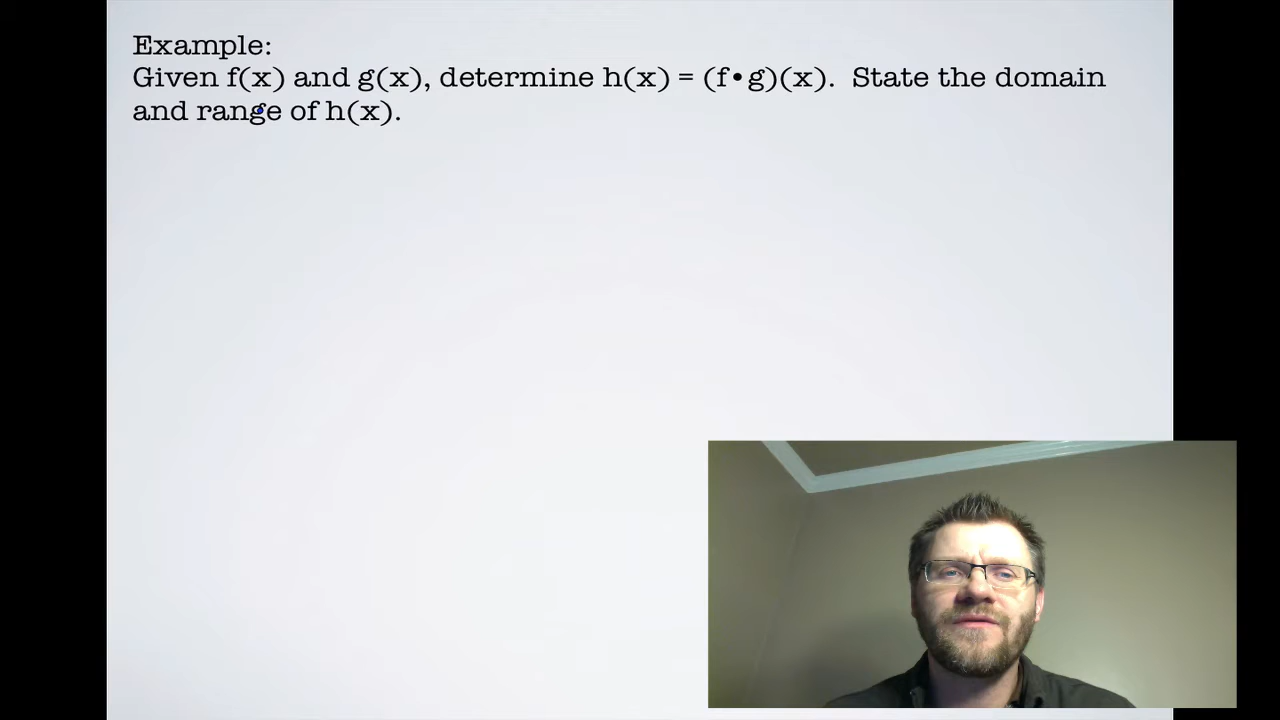 Example:
Given f(x) and g(x), determine h(x) = (f•g)(x).  State the domain
and range of h(x).